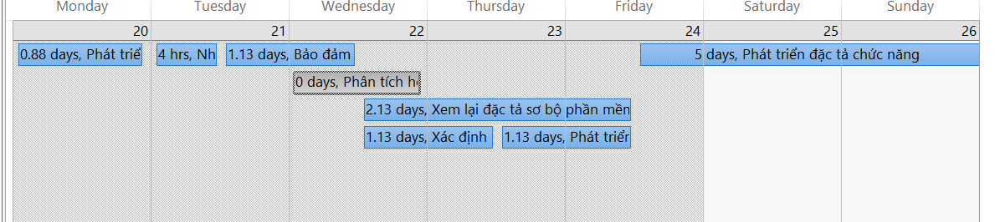 Monday Tuesday Wednesday Thursday Friday Saturday Sunday
20 21 22 23 24 25 26
0.88 days, Phát triể 4 hrs, Nh 1.13 days, Bảo đảm 5 days, Phát triển đặc tả chức năng
0 days, Phân tích h
2.13 days, Xem lại đặc tả sơ bộ phần mềm
1.13 days, Xác định 1.13 days, Phát triển